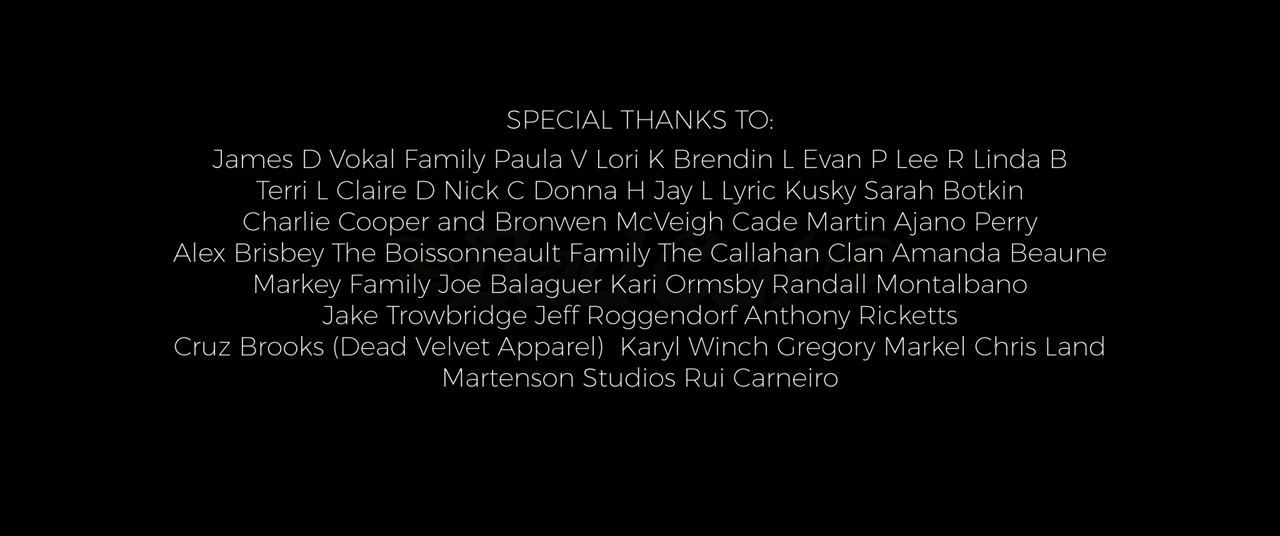 SPECIAL THANKS TO:
James D Vokal Family Paula V Lori K Brendin L Evan P Lee R Linda B
Terri L Claire D Nick C Donna H Jay L Lyric Kusky Sarah Botkin
Charlie Cooper and Bronwen McVeigh Cade Martin Ajano Perry
Alex Brisbey The Boissonneault Family The Callahan Clan Amanda Beaune
Markey Family Joe Balaguer Kari Ormsby Randall Montalbano
Jake Trowbridge Jeff Roggendorf Anthony Ricketts
Cruz Brooks (Dead Velvet Apparel)  Karyl Winch Gregory Markel Chris Land
Martenson Studios Rui Carneiro